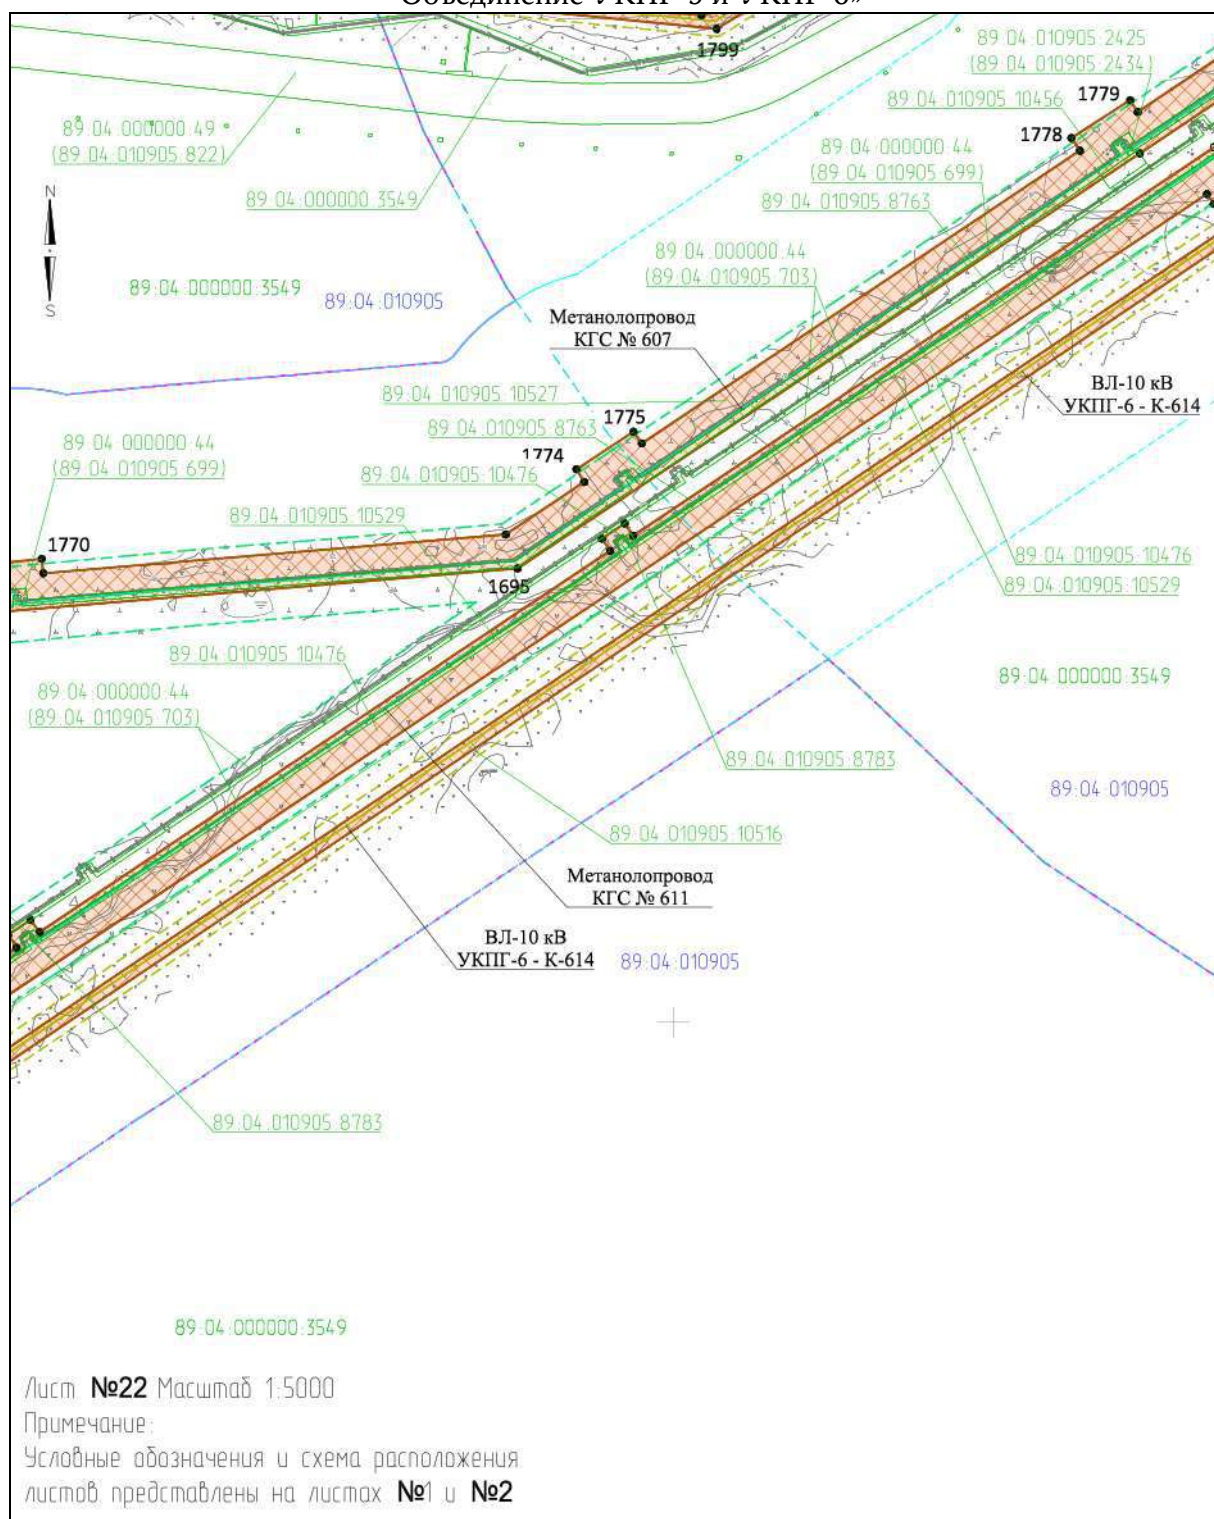 Объединение УКПГ-5 и УКПГ-6»
1799
89:04:010905:2425
(89:04:010905:2434)
1779
89:04:010905:10456
1778
89:04:000000:49
(89:04:010905:822)
89:04:000000:44
(89:04:010905:699)
N
89:04:000000:3549
89:04:010905:8763
89:04:000000:44
(89:04:010905:703)
S
89:04:000000:3549
89:04:010905
Метанолопровод
КГС № 607
ВЛ-10 кВ
УКПГ-6 - К-614
89:04:010905:10527
1775
89:04:010905:8763
89:04:000000:44
(89:04:010905:699)
1774
89:04:010905:10476
89:04:010905:10529
1770
89:04:010905:10476
1695
89:04:010905:10529
89:04:010905:10476
89:04:000000:3549
89:04:000000:44
(89:04:010905:703)
89:04:010905:8783
89:04:010905
89:04:010905:10516
Метанолопровод
КГС № 611
ВЛ-10 кВ
УКПГ-6 - К-614
89:04:010905
89:04:010905:8783
89:04:000000:3549
Лист №22 Масштаб 1:5000
Примечание:
Условные обозначения и схема расположения
листов представлены на листах №1 и №2